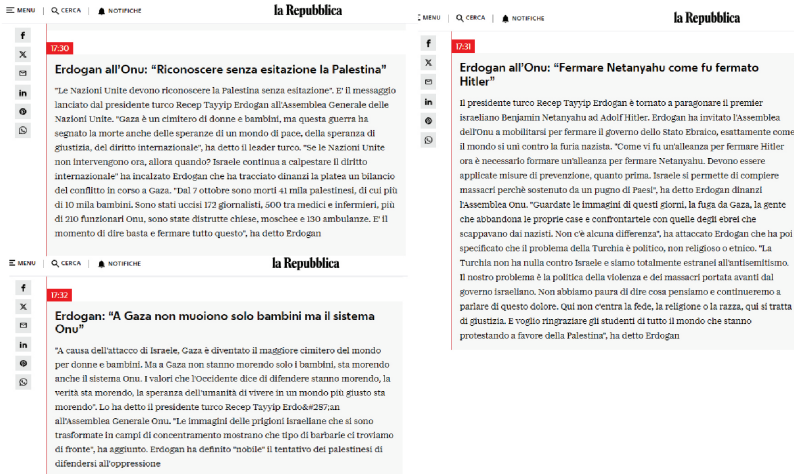 MENU CERCA NOTIFICHE la Repubblica
17:30
Erdogan all'Onu: “Riconoscere senza esitazione la Palestina”
"Le Nazioni Unite devono riconoscere la Palestina senza esitazione". E' il messaggio
lanciato dal presidente turco Recep Tayyip Erdogan all'Assemblea Generale delle
Nazioni Unite. "Gaza è un cimitero di donne e bambini, ma questa guerra ha
segnato la morte anche delle speranze di un mondo di pace, della speranza di
giustizia, del diritto internazionale", ha detto il leader turco. "Se le Nazioni Unite
non intervengono ora, allora quando? Israele continua a calpestare il diritto
internazionale" ha incalzato Erdogan che ha tracciato dinanzi la platea un bilancio
del conflitto in corso a Gaza. "Dal 7 ottobre sono morti 41 mila palestinesi, di cui più
di 10 mila bambini. Sono stati uccisi 172 giornalisti, 500 tra medici e infermieri, più
di 210 funzionari Onu, sono state distrutte chiese, moschee e 130 ambulanze. E' il
momento di dire basta e fermare tutto questo", ha detto Erdogan
MENU CERCA NOTIFICHE la Repubblica
17:32
Erdogan: “A Gaza non muoiono solo bambini ma il sistema
Onu”
"A causa dell'attacco di Israele, Gaza è diventato il maggiore cimitero del mondo
per donne e bambini. Ma a Gaza non stanno morendo solo i bambini, sta morendo
anche il sistema Onu. I valori che l'Occidente dice di difendere stanno morendo, la
verità sta morendo, la speranza dell'umanità di vivere in un mondo più giusto sta
morendo". Lo ha detto il presidente turco Recep Tayyip Erdo&#287;an
all'Assemblea Generale Onu. "Le immagini delle prigioni israeliane che si sono
trasformate in campi di concentramento mostrano che tipo di barbarie ci troviamo
di fronte", ha aggiunto. Erdogan ha definito "nobile" il tentativo dei palestinesi di
difendersi all'oppressione
MENU CERCA NOTIFICHE la Repubblica
17:31
Erdogan all'Onu: “Fermare Netanyahu come fu fermato
Hitler”
Il presidente turco Recep Tayyip Erdogan è tornato a paragonare il premier
israeliano Benjamin Netanyahu ad Adolf Hitler. Erdogan ha invitato l'Assemblea
dell'Onu a mobilitarsi per fermare il governo dello Stato Ebraico, esattamente come
il mondo si unì contro la furia nazista. "Come vi fu un'alleanza per fermare Hitler
ora è necessario formare un'alleanza per fermare Netanyahu. Devono essere
applicate misure di prevenzione, quanto prima. Israele si permette di compiere
massacri perchè sostenuto da un pugno di Paesi", ha detto Erdogan dinanzi
l'Assemblea Onu. "Guardate le immagini di questi giorni, la fuga da Gaza, la gente
che abbandona le proprie case e confrontartele con quelle degli ebrei che
scappavano dai nazisti. Non c'è alcuna differenza", ha attaccato Erdogan che ha poi
specificato che il problema della Turchia è politico, non religioso o etnico. "La
Turchia non ha nulla contro Israele e siamo totalmente estranei all'antisemitismo.
Il nostro problema è la politica della violenza e dei massacri portata avanti dal
governo israeliano. Non abbiamo paura di dire cosa pensiamo e continueremo a
parlare di questo dolore. Qui non c'entra la fede, la religione o la razza, qui si tratta
di giustizia. E voglio ringraziare gli studenti di tutto il mondo che stanno
protestando a favore della Palestina", ha detto Erdogan